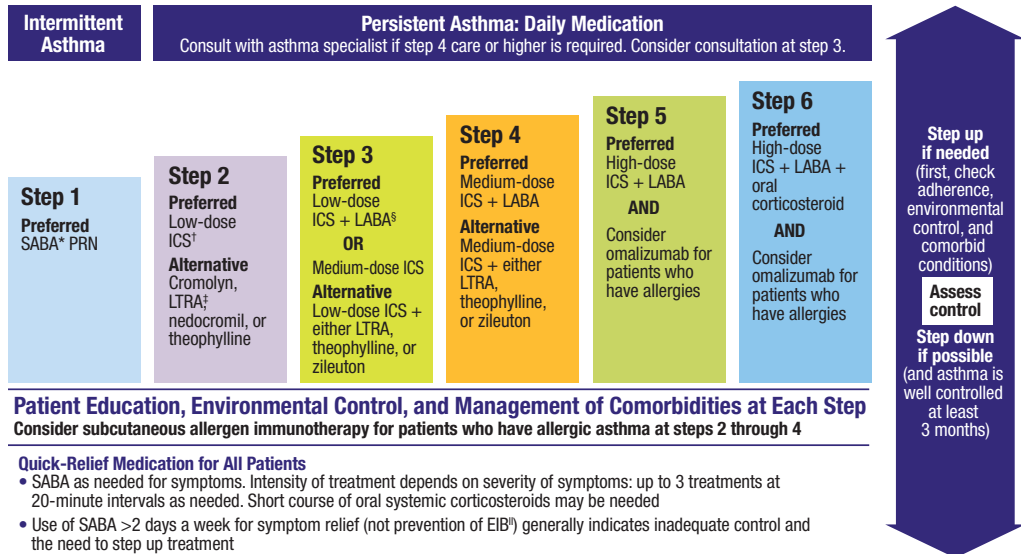 Intermittent
Asthma
Persistent Asthma: Daily Medication
Consult with asthma specialist if step 4 care or higher is required. Consider consultation at step 3.
Step 1
Preferred
SABA* PRN
Step 2
Preferred
Low-dose
ICS†
Alternative
Cromolyn,
LTRA‡,
nedocromil, or
theophylline
Step 3
Preferred
Low-dose
ICS + LABA§
OR
Medium-dose ICS
Alternative
Low-dose ICS +
either LTRA,
theophylline, or
zileuton
Step 4
Preferred
Medium-dose
ICS + LABA
Alternative
Medium-dose
ICS + either
LTRA,
theophylline,
or zileuton
Step 5
Preferred
High-dose
ICS + LABA
AND
Consider
omalizumab for
patients who
have allergies
Step 6
Preferred
High-dose
ICS + LABA +
oral
corticosteroid
AND
Consider
omalizumab for
patients who
have allergies
Step up
if needed
(first, check
adherence,
environmental
control, and
comorbid
conditions)
Assess
control
Step down
if possible
(and asthma is
well controlled
at least
3 months)
Patient Education, Environmental Control, and Management of Comorbidities at Each Step
Consider subcutaneous allergen immunotherapy for patients who have allergic asthma at steps 2 through 4
Quick-Relief Medication for All Patients
• SABA as needed for symptoms. Intensity of treatment depends on severity of symptoms: up to 3 treatments at
20-minute intervals as needed. Short course of oral systemic corticosteroids may be needed
• Use of SABA >2 days a week for symptom relief (not prevention of EIB||) generally indicates inadequate control and
the need to step up treatment